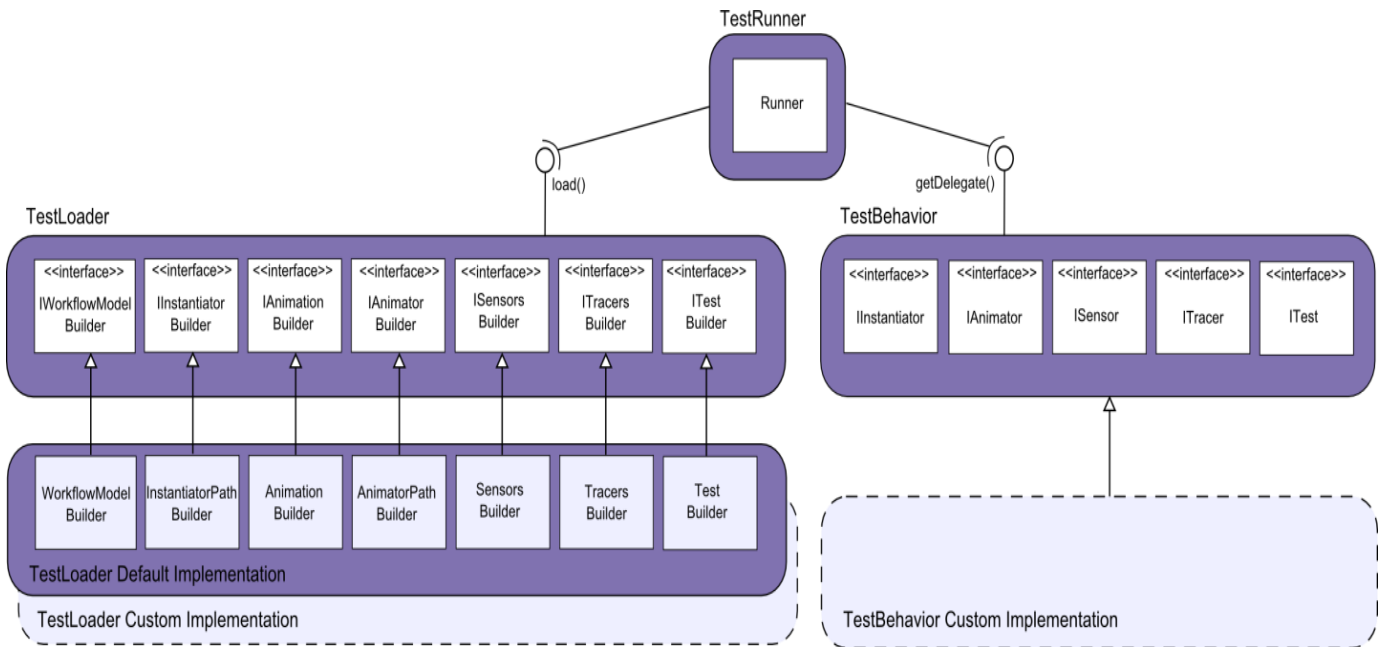 TestRunner
Runner
load()
getDelegate()
TestLoader
<<interface>>
IWorkflowModel
Builder
<<interface>>
IInstantiator
Builder
<<interface>>
IAnimation
Builder
<<interface>>
IAnimator
Builder
<<interface>>
ISensors
Builder
<<interface>>
ITracers
Builder
<<interface>>
ITest
Builder
TestBehavior
<<interface>>
IInstantiator
<<interface>>
IAnimator
<<interface>>
ISensor
<<interface>>
ITracer
<<interface>>
ITest
WorkflowModel
Builder
InstantiatorPath
Builder
Animation
Builder
AnimatorPath
Builder
Sensors
Builder
Tracers
Builder
Test
Builder
TestLoader Default Implementation
TestLoader Custom Implementation
TestBehavior Custom Implementation